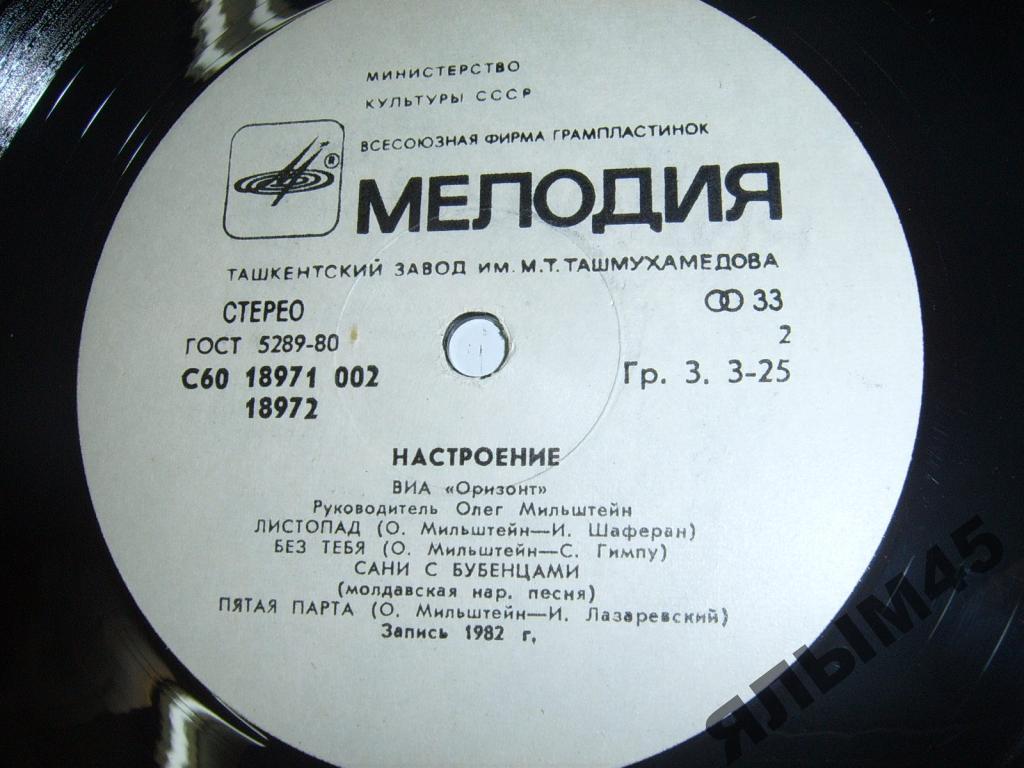 МИНИСТЕРСТВО
КУЛЬТУРЫ СССР
ВСЕСОЮЗНАЯ ФИРМА ГРАМПЛАСТИНОК
®
МЕЛОДИЯ
ТАШКЕНТСКИЙ ЗАВОД ИМ. М.Т. ТАШМУХАМЕДОВА
СТЕРЕО
33
ГОСТ 5289-80
2
С60 18971 002
Гр. 3. 3-25
18972
НАСТРОЕНИЕ
ВИА «Оризонт»
Руководитель Олег Мильштейн
ЛИСТОПАД (О. Мильштейн—И. Шаферан)
БЕЗ ТЕБЯ (О. Мильштейн—С. Гимпу)
САНИ С БУБЕНЦАМИ
(молдавская нар. песня)
ПЯТАЯ ПАРТА (О. Мильштейн—И. Лазаревский)
Запись 1982 г,
ЯЛЫМ45